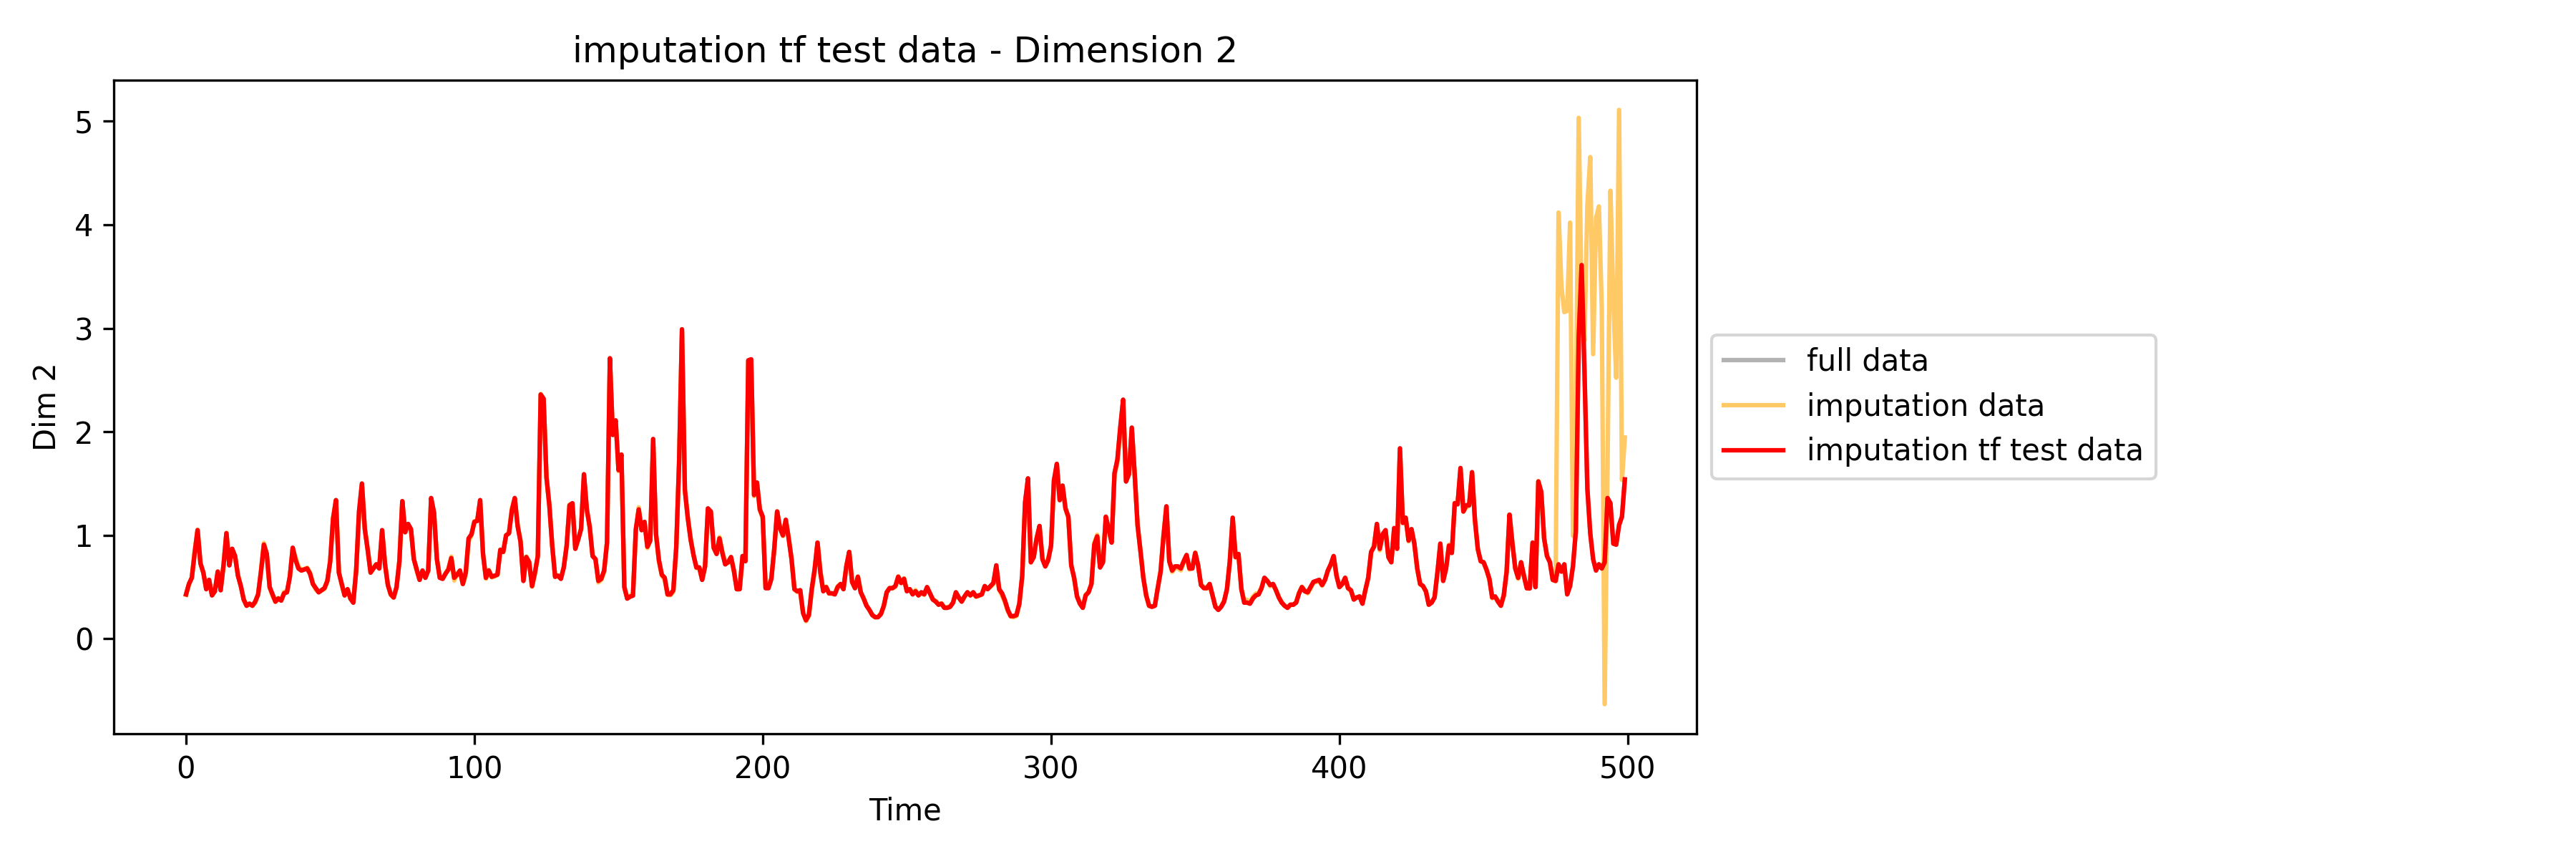 imputation tf test data - Dimension 2
5
4
3
2
1
0
Dim 2
0 100 200 300 400 500
Time
full data
imputation data
imputation tf test data